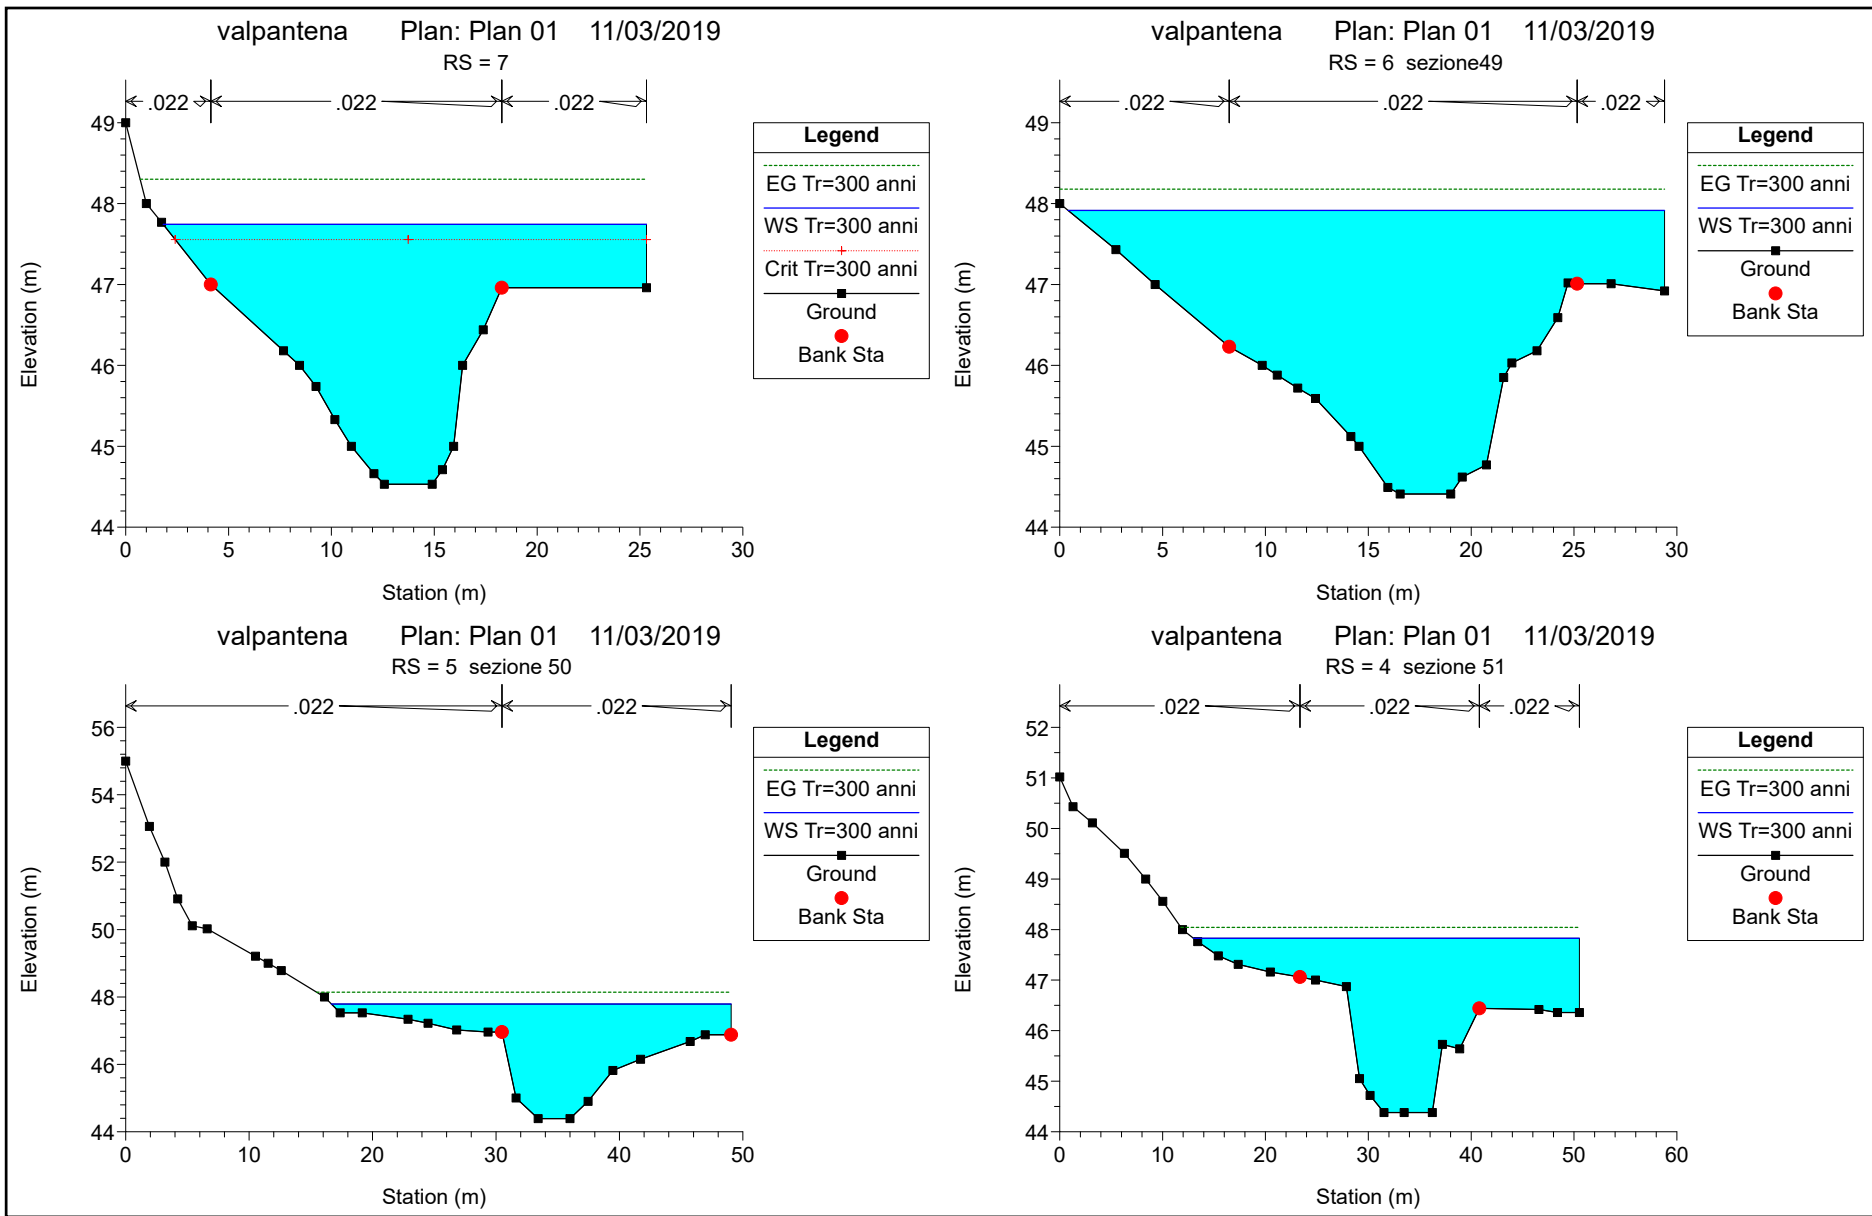 valpantena Plan: Plan 01 11/03/2019
RS = 7
.022 .022 .022
49
48
47
46
45
44
0 5 10 15 20 25 30
Station (m)
Elevation (m)
Legend
EG Tr=300 anni
WS Tr=300 anni
Crit Tr=300 anni
Ground
Bank Sta
valpantena Plan: Plan 01 11/03/2019
RS = 6 sezione49
.022 .022 .022
49
48
47
46
45
44
0 5 10 15 20 25 30
Station (m)
Elevation (m)
Legend
EG Tr=300 anni
WS Tr=300 anni
Ground
Bank Sta
valpantena Plan: Plan 01 11/03/2019
RS = 5 sezione 50
.022 .022
56
54
52
50
48
46
44
0 10 20 30 40 50
Station (m)
Elevation (m)
Legend
EG Tr=300 anni
WS Tr=300 anni
Ground
Bank Sta
valpantena Plan: Plan 01 11/03/2019
RS = 4 sezione 51
.022 .022 .022
52
51
50
49
48
47
46
45
44
0 10 20 30 40 50 60
Station (m)
Elevation (m)
Legend
EG Tr=300 anni
WS Tr=300 anni
Ground
Bank Sta